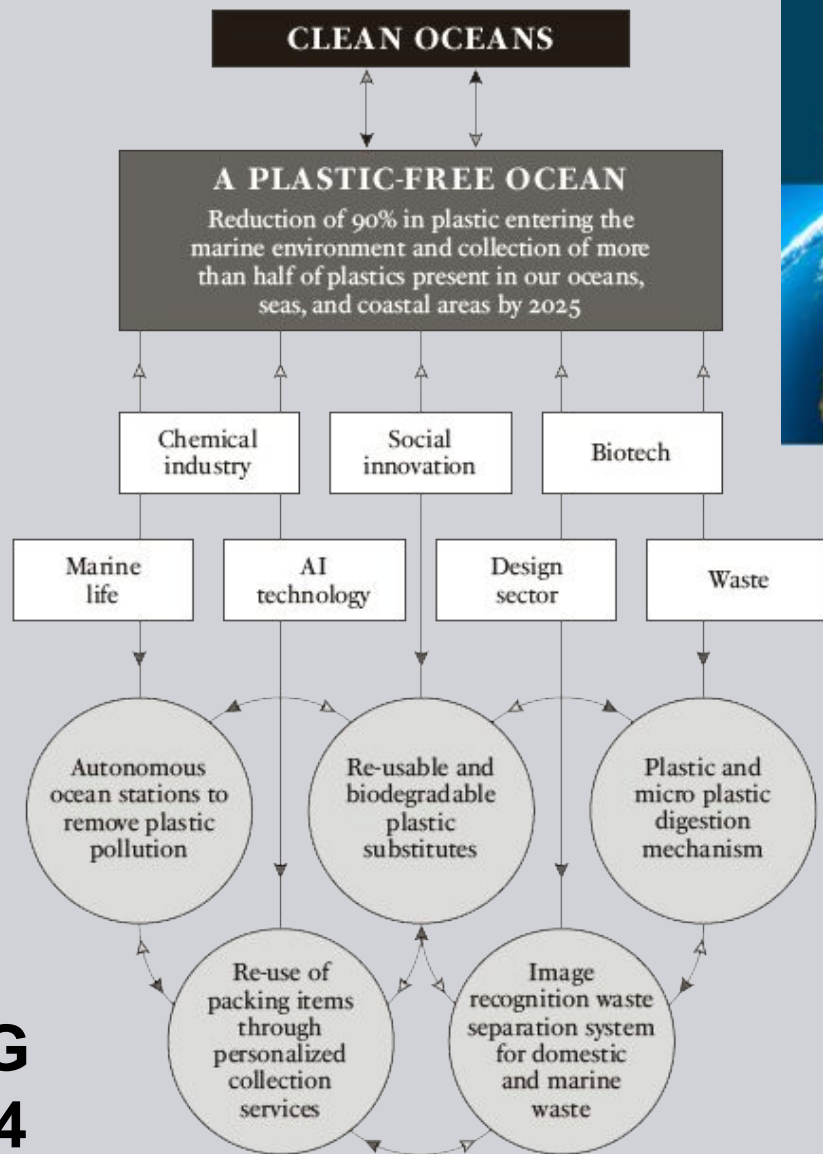 CLEAN OCEANS
A PLASTIC-FREE OCEAN
Reduction of 90% in plastic entering the
marine environment and collection of more
than half of plastics present in our oceans,
seas, and coastal areas by 2025
Chemical
industry
Social
innovation
Biotech
Marine
life
AI
technology
Design
sector
Waste
Autonomous
ocean stations to
remove plastic
pollution
Re-usable and
biodegradable
plastic
substitutes
Plastic and
micro plastic
digestion
mechanism
Re-use of
packing items
through
personalized
collection
services
Image
recognition waste
separation system
for domestic
and marine
waste
G
4